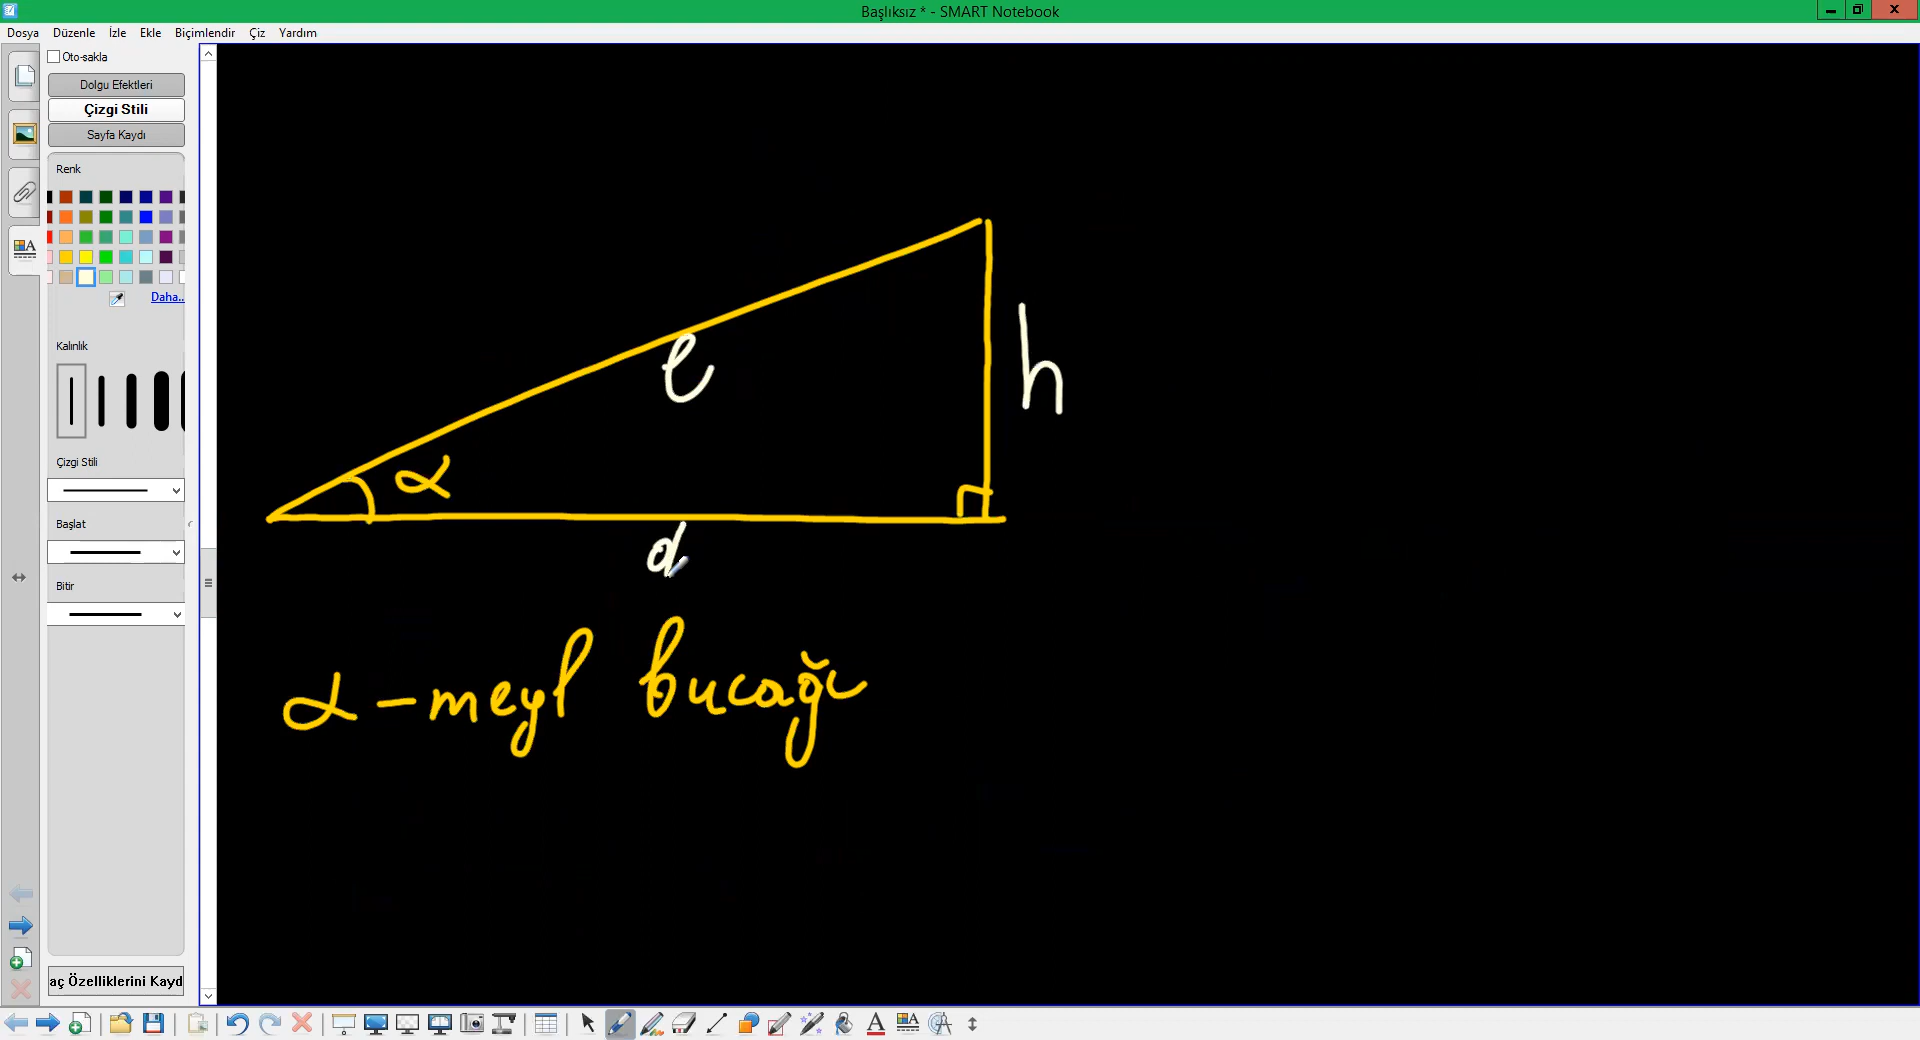 Başlıksız * - SMART Notebook
Dosya Düzenle İzle Ekle Biçimlendir Çiz Yardım
Oto-sakla
Dolgu Efektleri
Çizgi Stili
Sayfa Kaydı
Renk
Daha..
Kalınlık
Çizgi Stili
Başlat
Bitir
aç Özelliklerini Kayd
ℓ
h
α
d
α-meyl bucağı